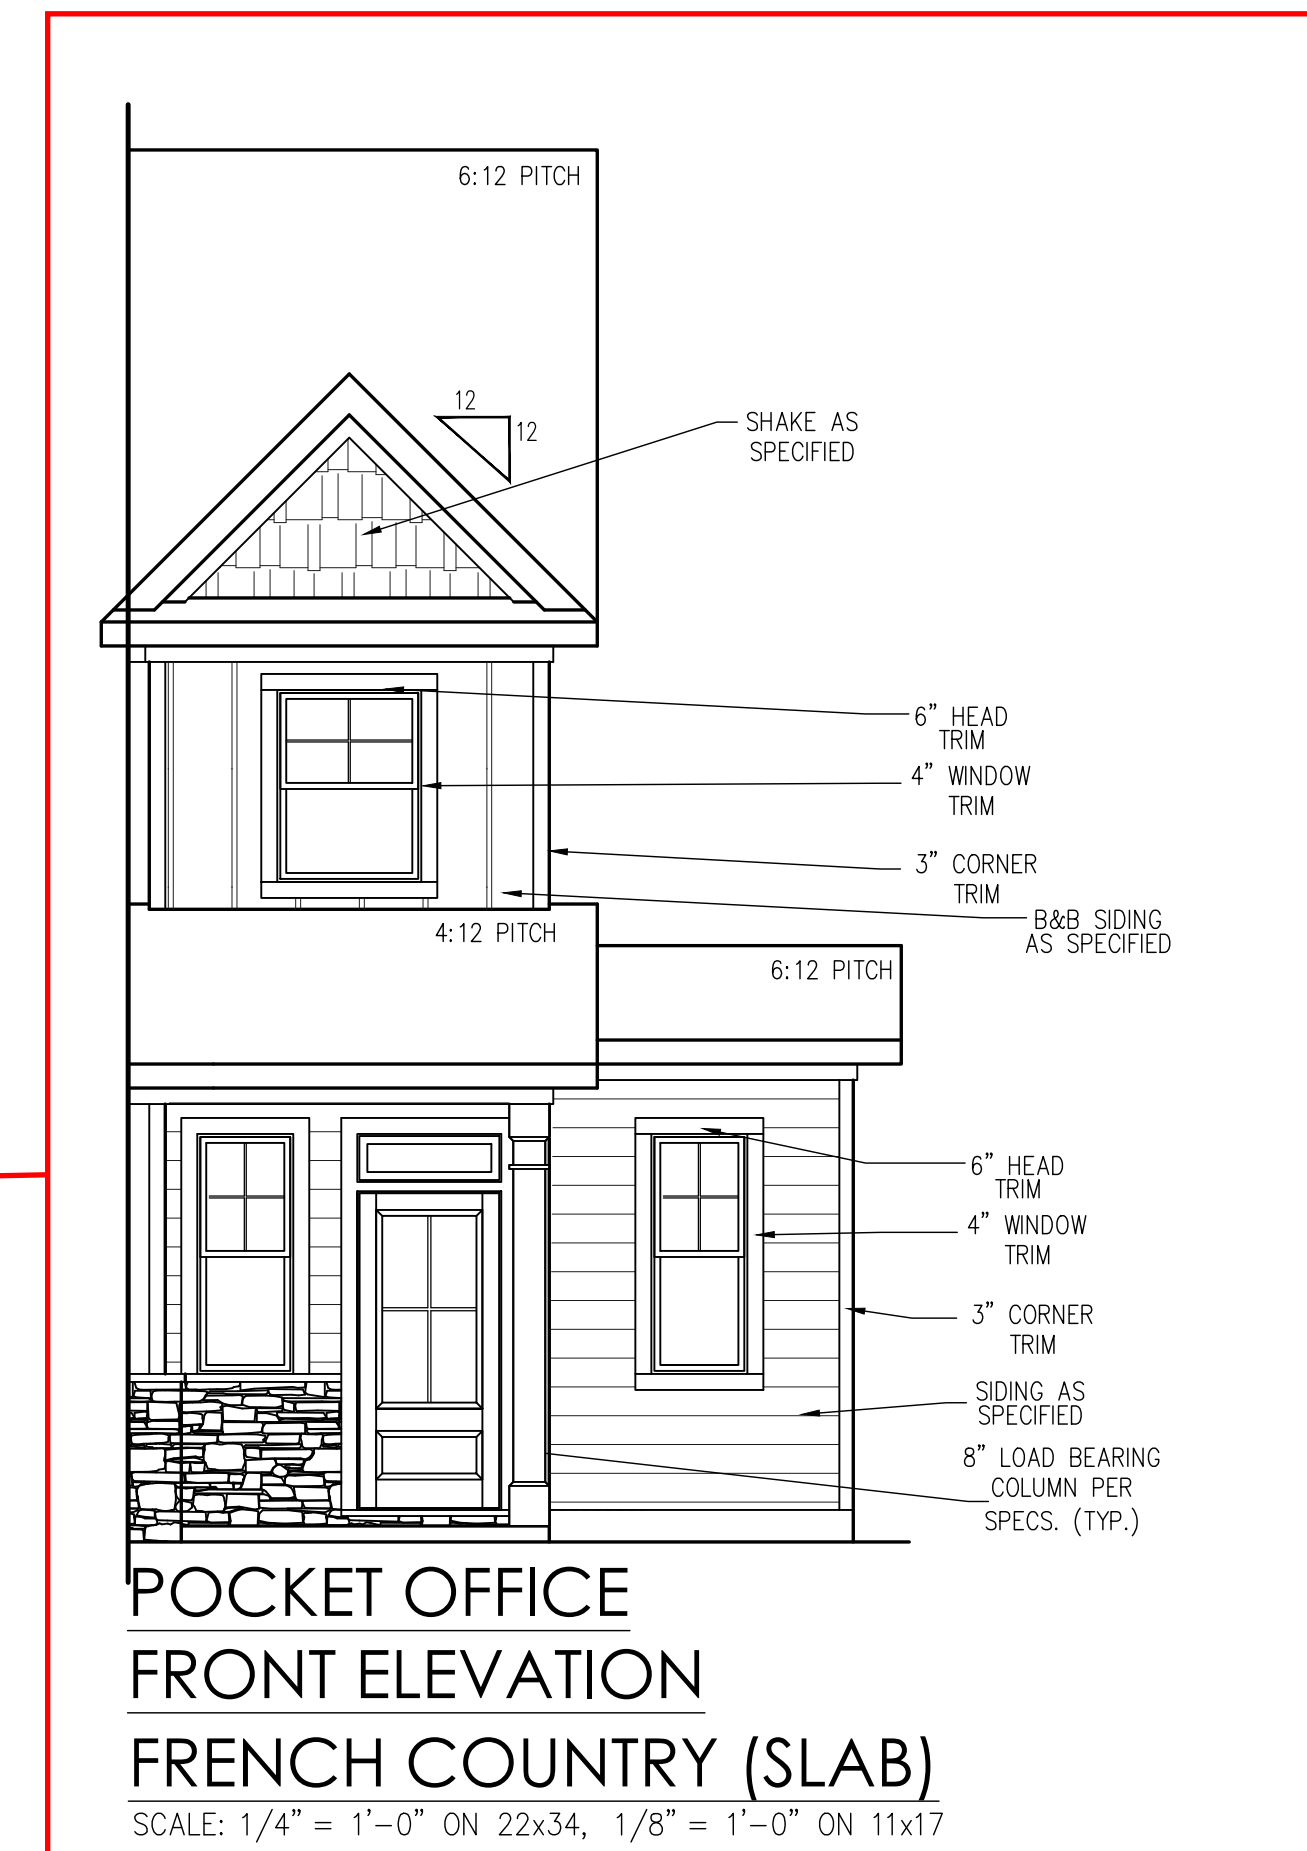 6:12 PITCH
12
12
SHAKE AS
SPECIFIED
6” HEAD
TRIM
4” WINDOW
TRIM
3” CORNER
TRIM
B&B SIDING
AS SPECIFIED
4:12 PITCH
6:12 PITCH
6” HEAD
TRIM
4” WINDOW
TRIM
3” CORNER
TRIM
SIDING AS
SPECIFIED
8” LOAD BEARING
COLUMN PER
SPECS. (TYP.)
POCKET OFFICE
FRONT ELEVATION
FRENCH COUNTRY (SLAB)
SCALE: 1/4” = 1’-0” ON 22x34, 1/8” = 1’-0” ON 11x17